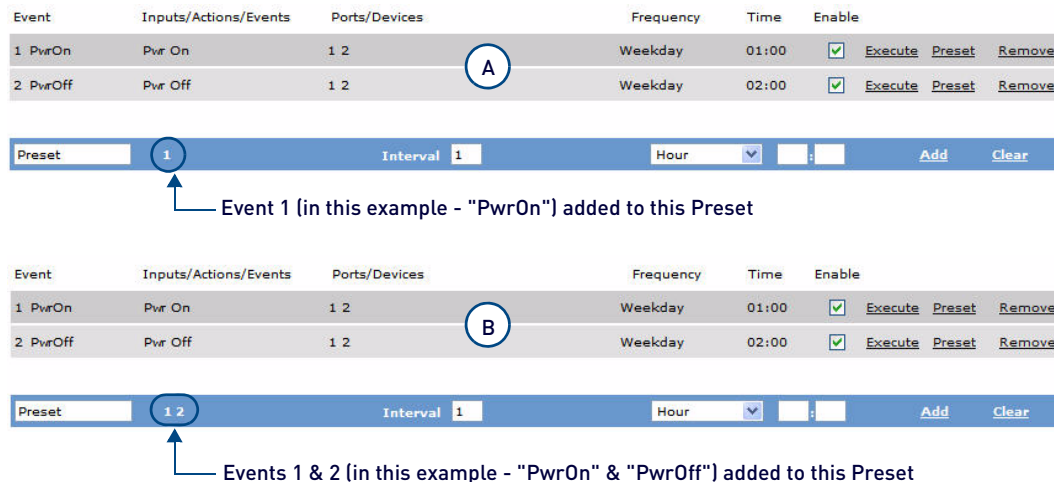 Event Inputs/Actions/Events Ports/Devices Frequency Time Enable
1 PwrOn Pwr On 1 2 Weekday 01:00 Execute Preset Remove
A
2 PwrOff Pwr Off 1 2 Weekday 02:00 Execute Preset Remove
Preset 1 Interval 1 Hour : Add Clear
Event 1 (in this example - "PwrOn") added to this Preset
Event Inputs/Actions/Events Ports/Devices Frequency Time Enable
1 PwrOn Pwr On 1 2 Weekday 01:00 Execute Preset Remove
B
2 PwrOff Pwr Off 1 2 Weekday 02:00 Execute Preset Remove
Preset 1 2 Interval 1 Hour : Add Clear
Events 1 & 2 (in this example - "PwrOn" & "PwrOff") added to this Preset